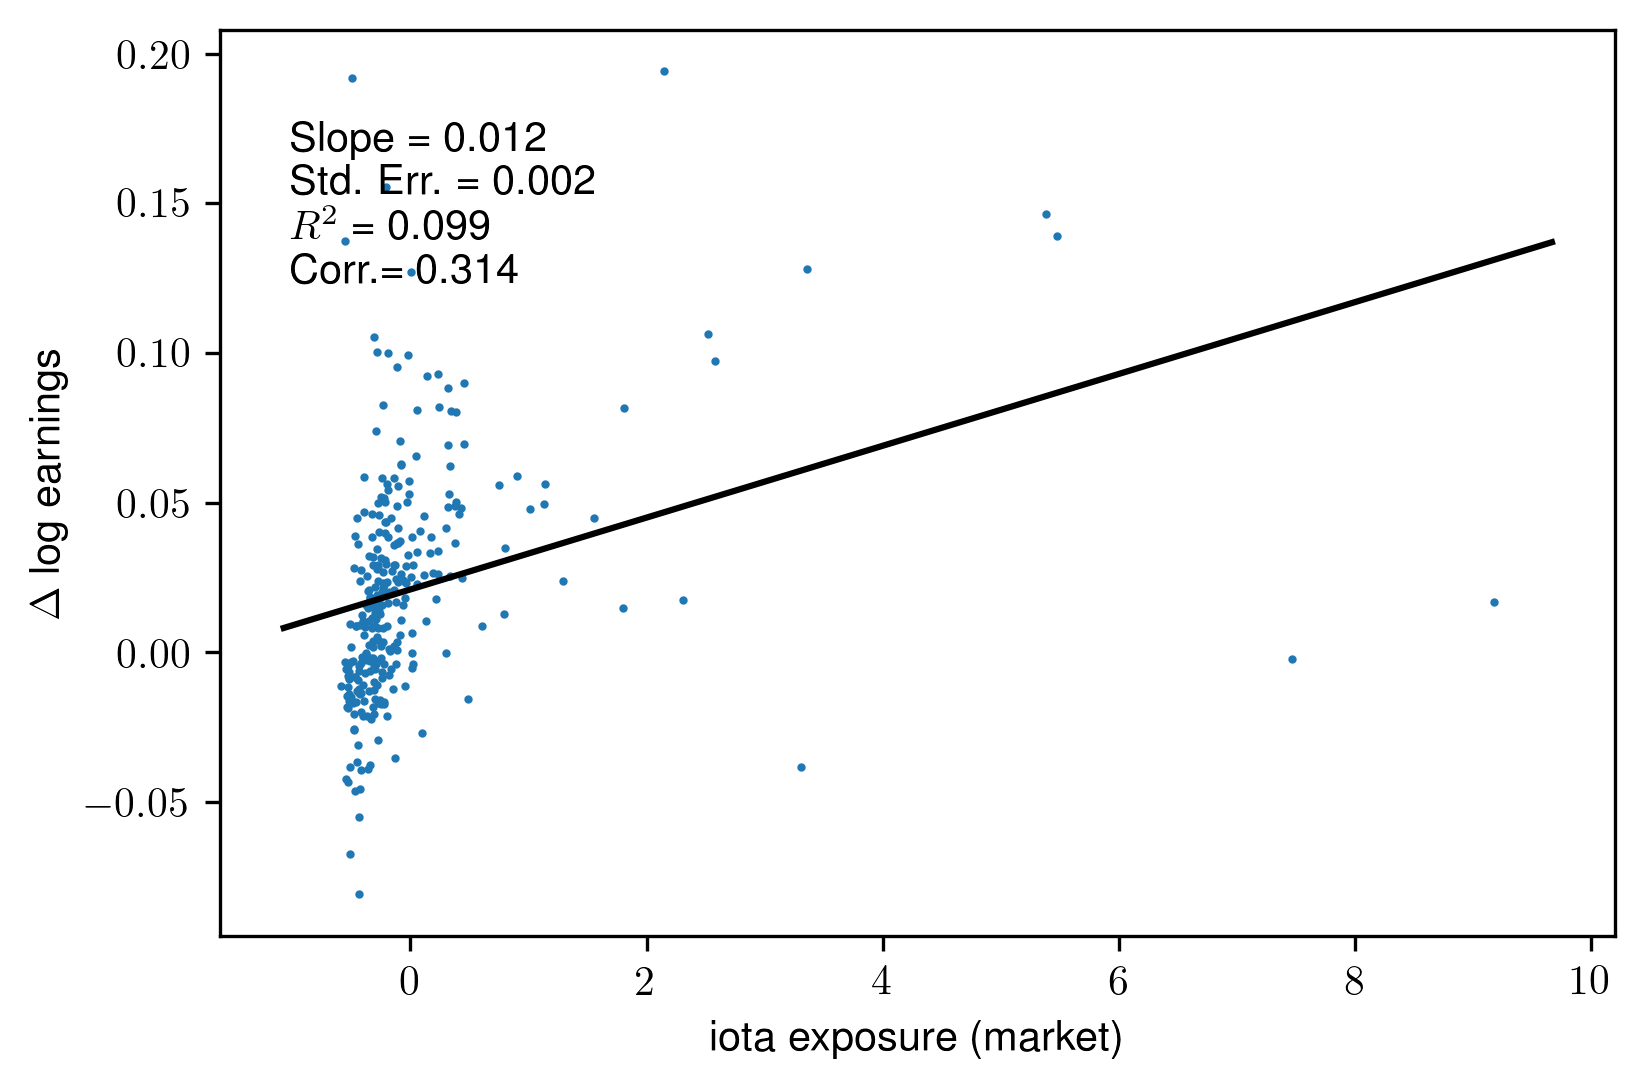 0.20
0.15
0.10
0.05
0.00
−0.05
Δ log earnings
Slope = 0.012
Std. Err. = 0.002
R² = 0.099
Corr.= 0.314
0 2 4 6 8 10
iota exposure (market)